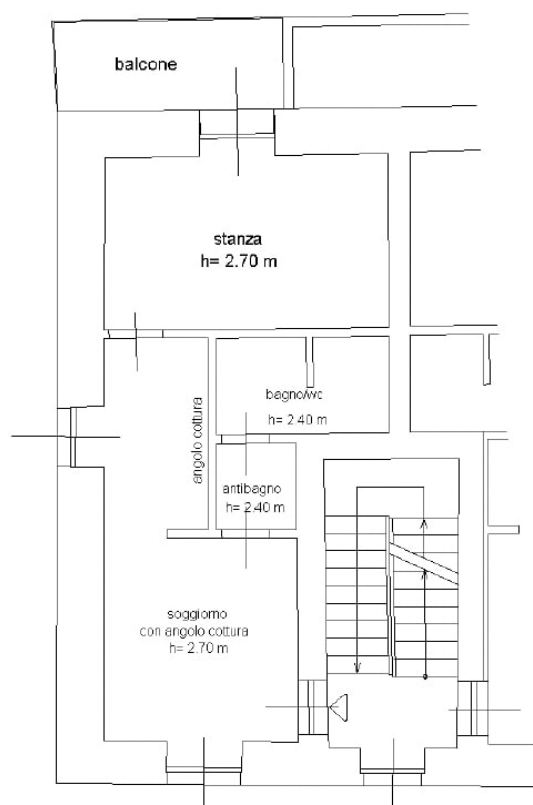 balcone
stanza
h= 2.70 m
bagno/wc
h= 2.40 m
angolo cottura
antibagno
h= 2.40 m
soggiorno
con angolo cottura
h= 2.70 m